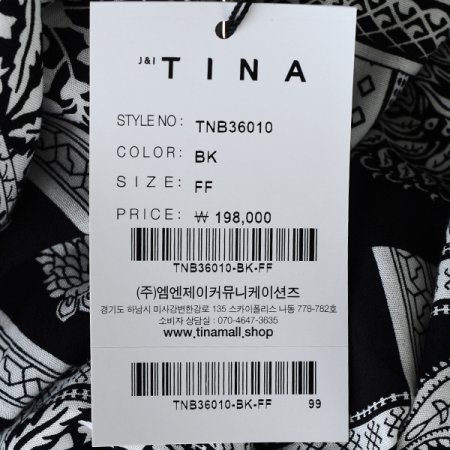 J&I TINA
STYLE NO: TNB36010
COLOR: BK
SIZE: FF
PRICE: ₩ 198,000
TNB36010-BK-FF
(주)엠엔제이커뮤니케이션즈
경기도 하남시 미사강변한강로 135 스카이폴리스 나동 778-782호
소비자 상담실 : 070-4647-3635
www.tinamall.shop
TNB36010-BK-FF 99